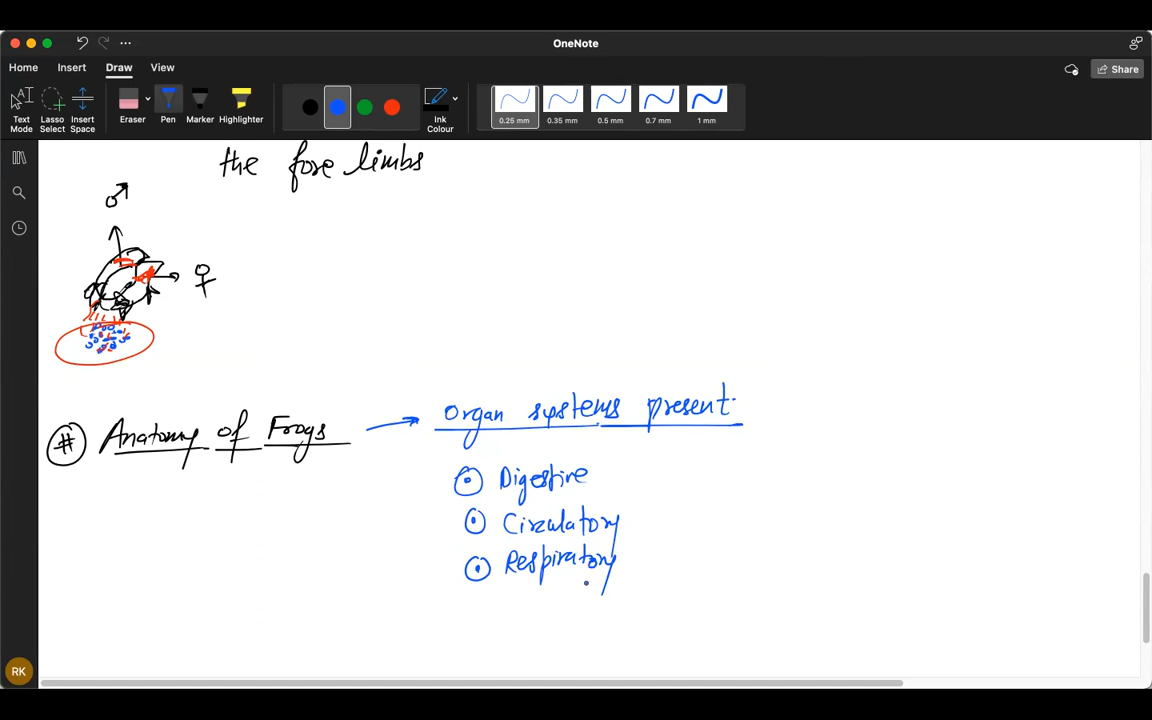 OneNote
Home Insert Draw View
Share
Text Mode
Lasso Select
Insert Space
Eraser
Pen
Marker
Highlighter
Ink Colour
0.25 mm 0.35 mm 0.5 mm 0.7 mm 1 mm
the fore limbs
♂
♀
# Anatomy of Frogs → Organ systems present
Digestive
Circulatory
Respiratory
RK